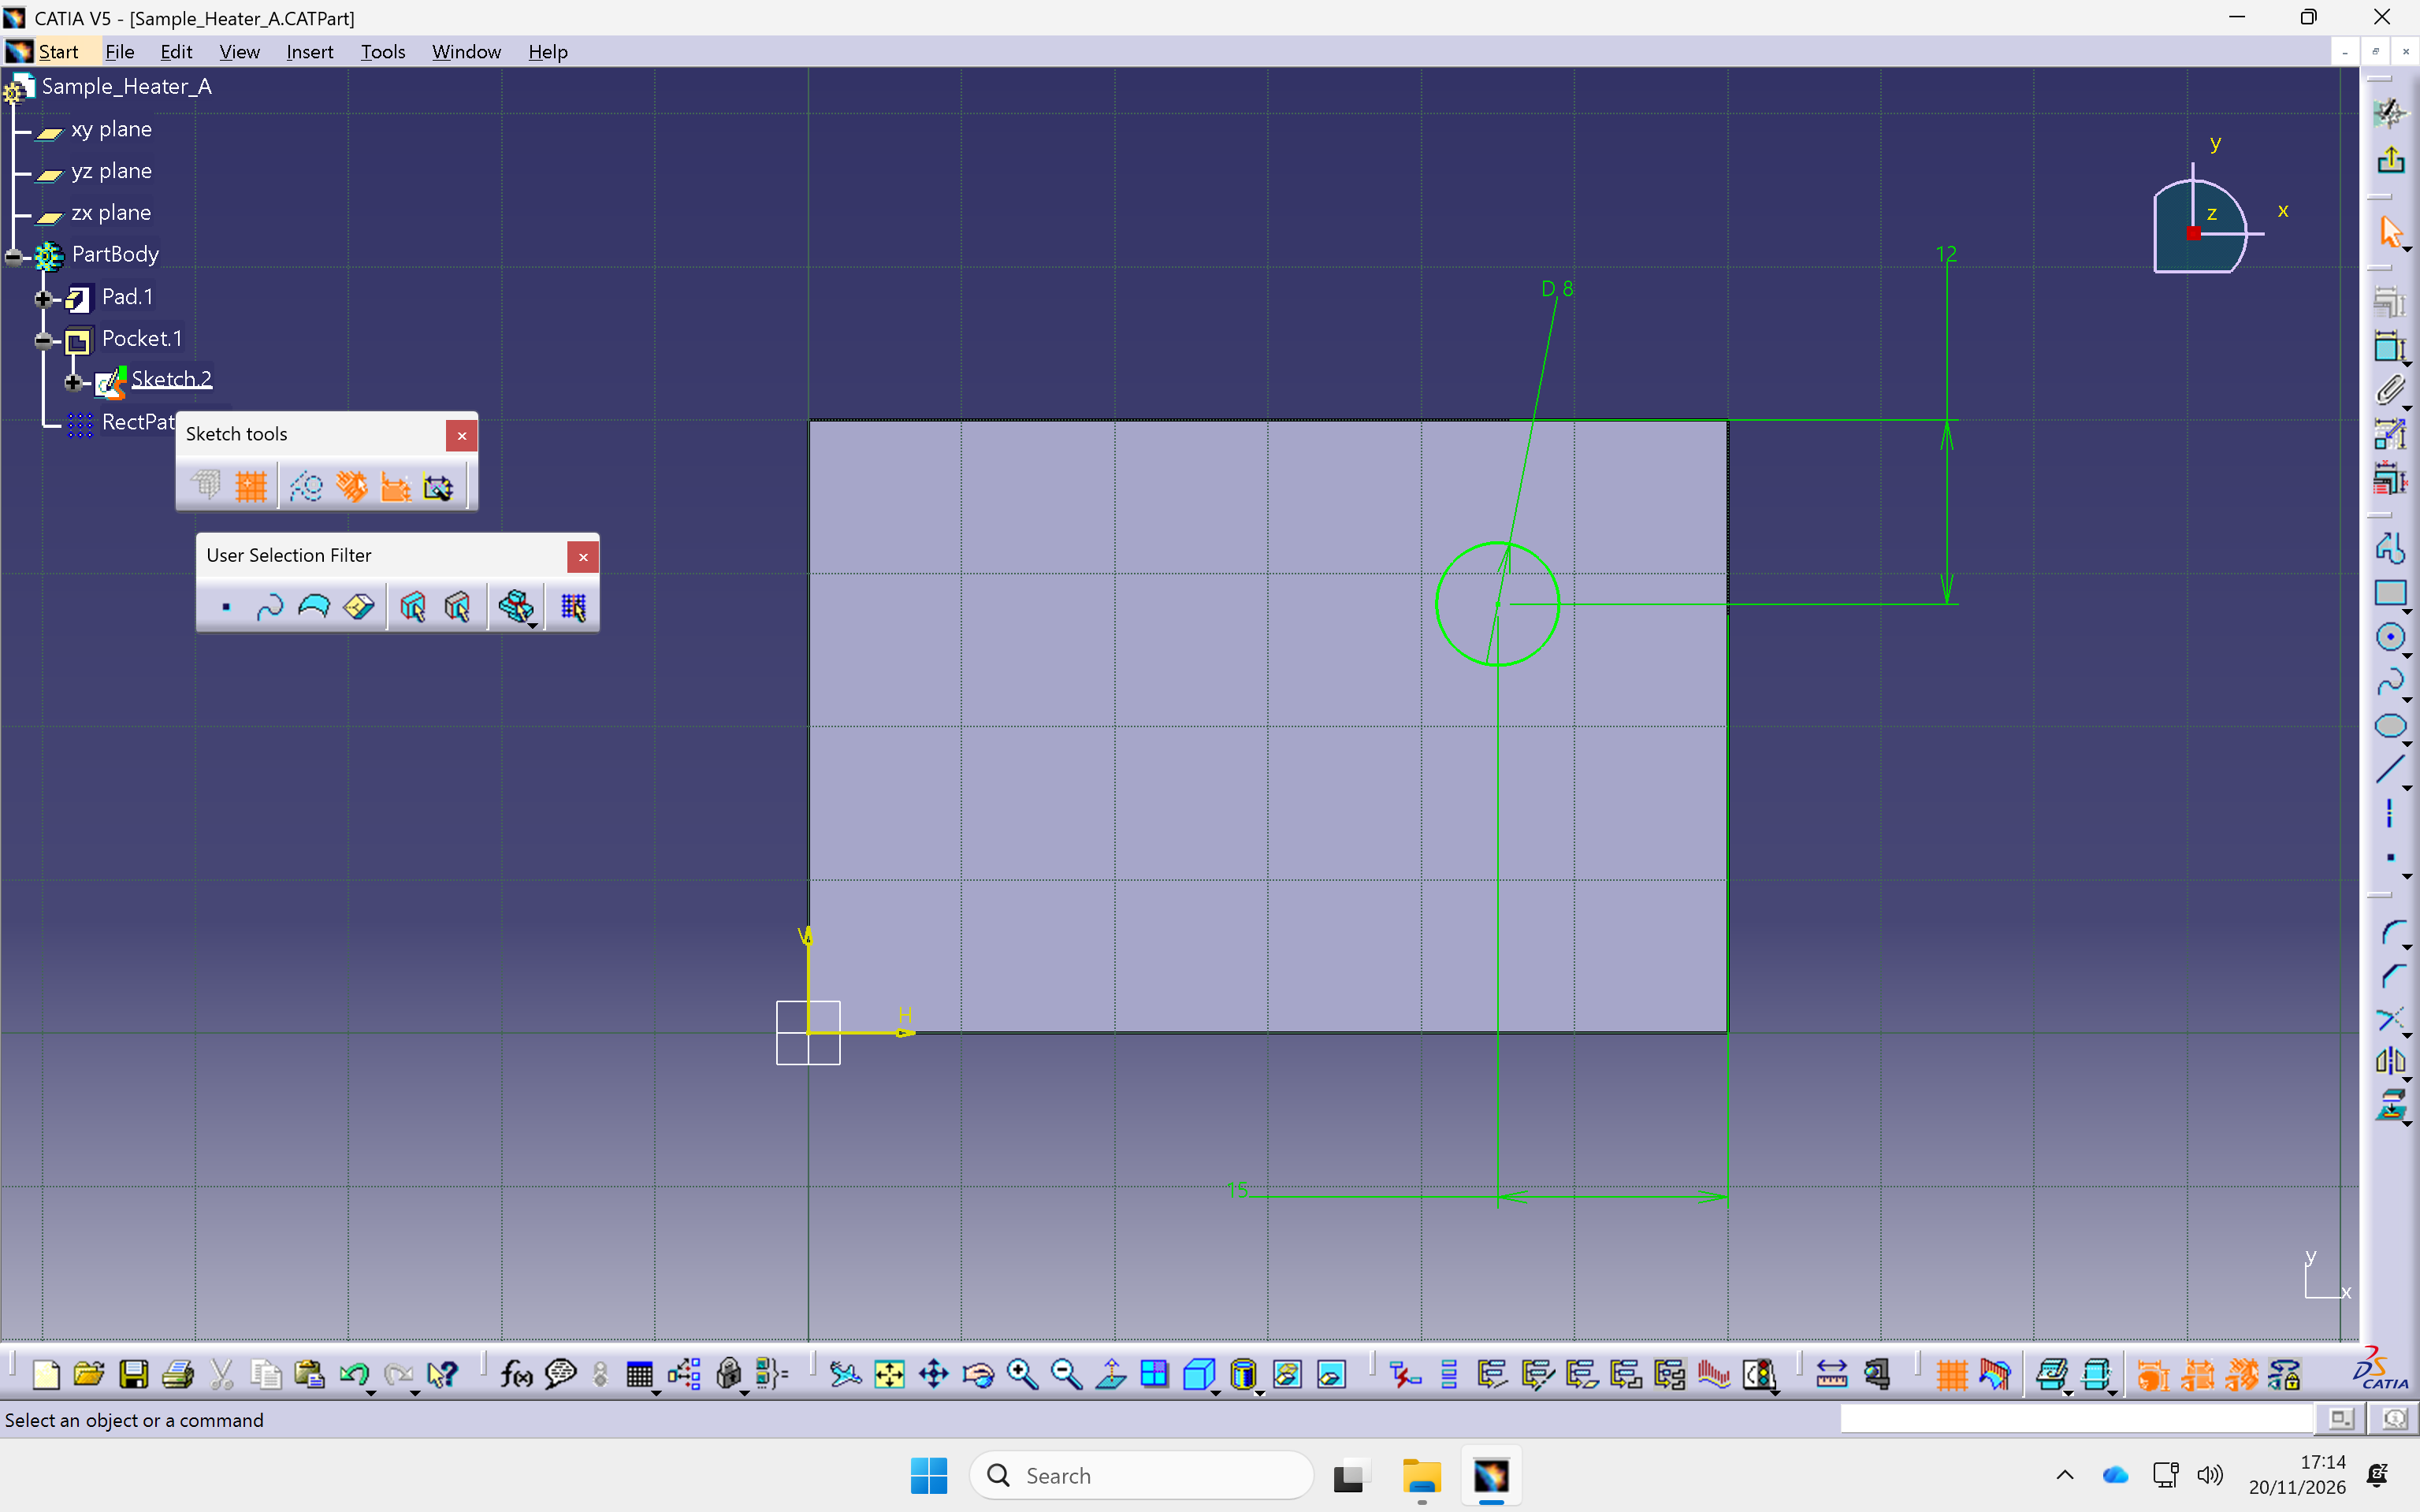 CATIA V5 - [Sample_Heater_A.CATPart]
Start File Edit View Insert Tools Window Help
Sample_Heater_A
xy plane
yz plane
zx plane
PartBody
Pad.1
Pocket.1
Sketch.2
RectPat
Sketch tools
User Selection Filter
y
x
z
12
D 8
15
V
H
y
x
f(x)
CATIA
Select an object or a command
Search
17:14
20/11/2026